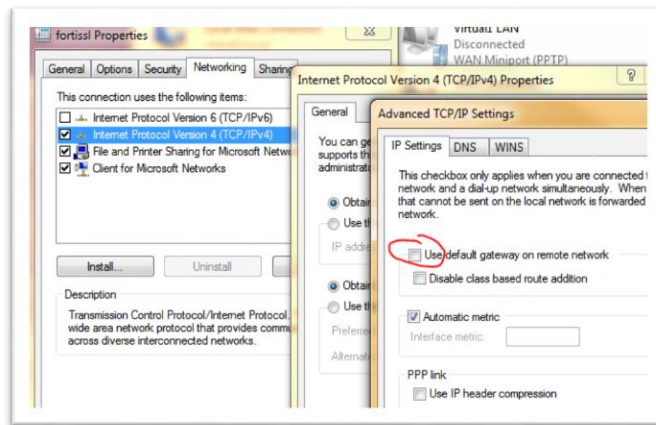 fortissl Properties
General Options Security Networking Sharing
This connection uses the following items:
Internet Protocol Version 6 (TCP/IPv6)
Internet Protocol Version 4 (TCP/IPv4)
File and Printer Sharing for Microsoft Netwo
Client for Microsoft Networks
Install...
Uninstall
Description
Transmission Control Protocol/Internet Protocol.
wide area network protocol that provides commu
across diverse interconnected networks.
Virtual1 LAN
Disconnected
WAN Miniport (PPTP)
Internet Protocol Version 4 (TCP/IPv4) Properties
General
You can ge
supports th
administrato
Obtain
Use th
IP addre
Obtain
Use th
Preferre
Alternat
Advanced TCP/IP Settings
IP Settings DNS WINS
This checkbox only applies when you are connected t
network and a dial-up network simultaneously. When
that cannot be sent on the local network is forwarded
network.
Use default gateway on remote network
Disable class based route addition
Automatic metric
Interface metric:
PPP link
Use IP header compression